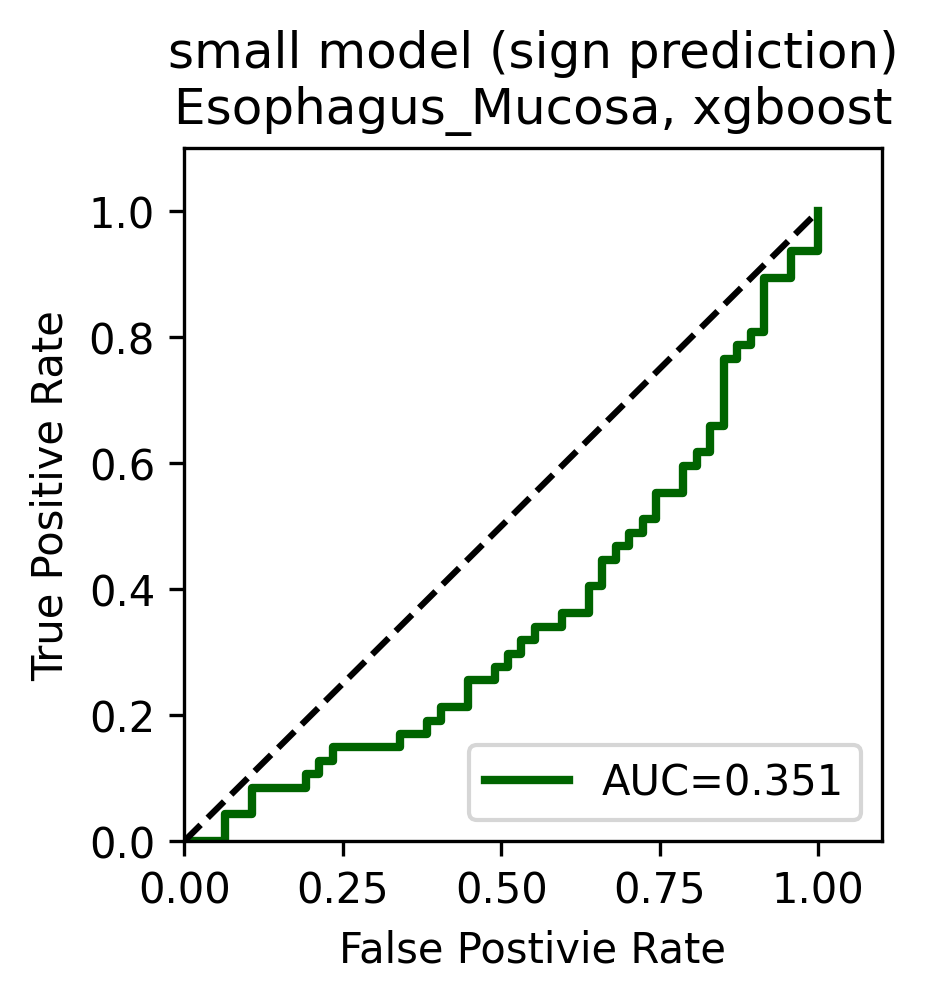 small model (sign prediction)
Esophagus_Mucosa, xgboost
1.0
0.8
0.6
0.4
0.2
0.0
True Positive Rate
AUC=0.351
0.00 0.25 0.50 0.75 1.00
False Postivie Rate